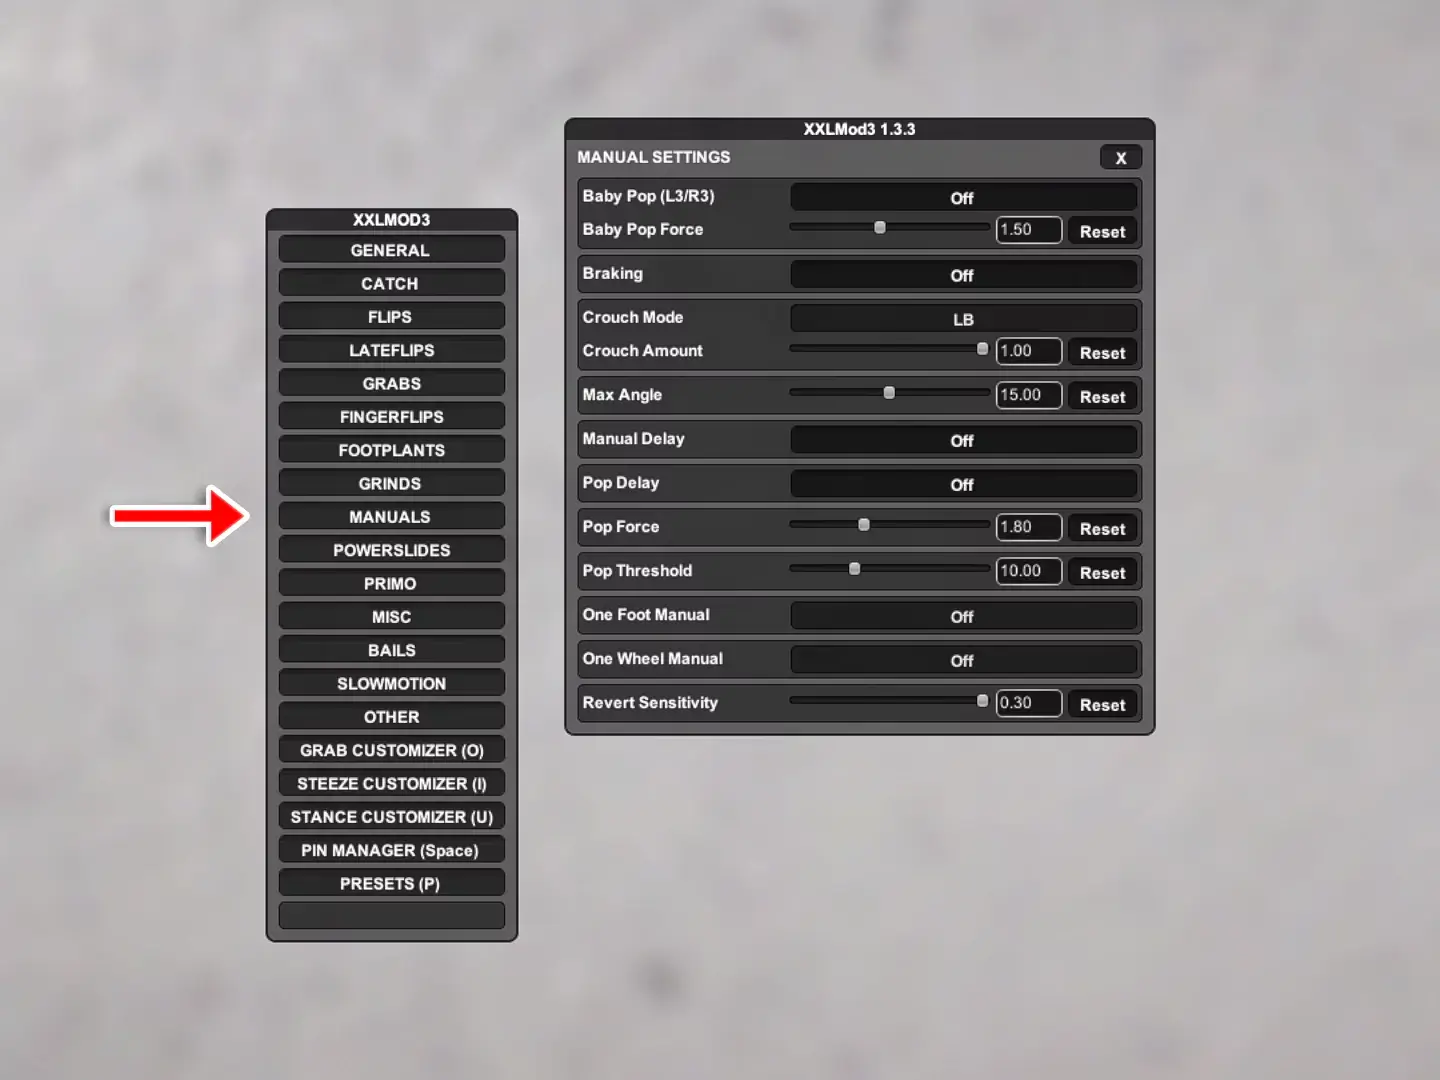 XXLMOD3
GENERAL
CATCH
FLIPS
LATEFLIPS
GRABS
FINGERFLIPS
FOOTPLANTS
GRINDS
MANUALS
POWERSLIDES
PRIMO
MISC
BAILS
SLOWMOTION
OTHER
GRAB CUSTOMIZER (O)
STEEZE CUSTOMIZER (I)
STANCE CUSTOMIZER (U)
PIN MANAGER (Space)
PRESETS (P)
XXLMod3 1.3.3
MANUAL SETTINGS X
Baby Pop (L3/R3) Off
Baby Pop Force 1.50 Reset
Braking Off
Crouch Mode LB
Crouch Amount 1.00 Reset
Max Angle 15.00 Reset
Manual Delay Off
Pop Delay Off
Pop Force 1.80 Reset
Pop Threshold 10.00 Reset
One Foot Manual Off
One Wheel Manual Off
Revert Sensitivity 0.30 Reset